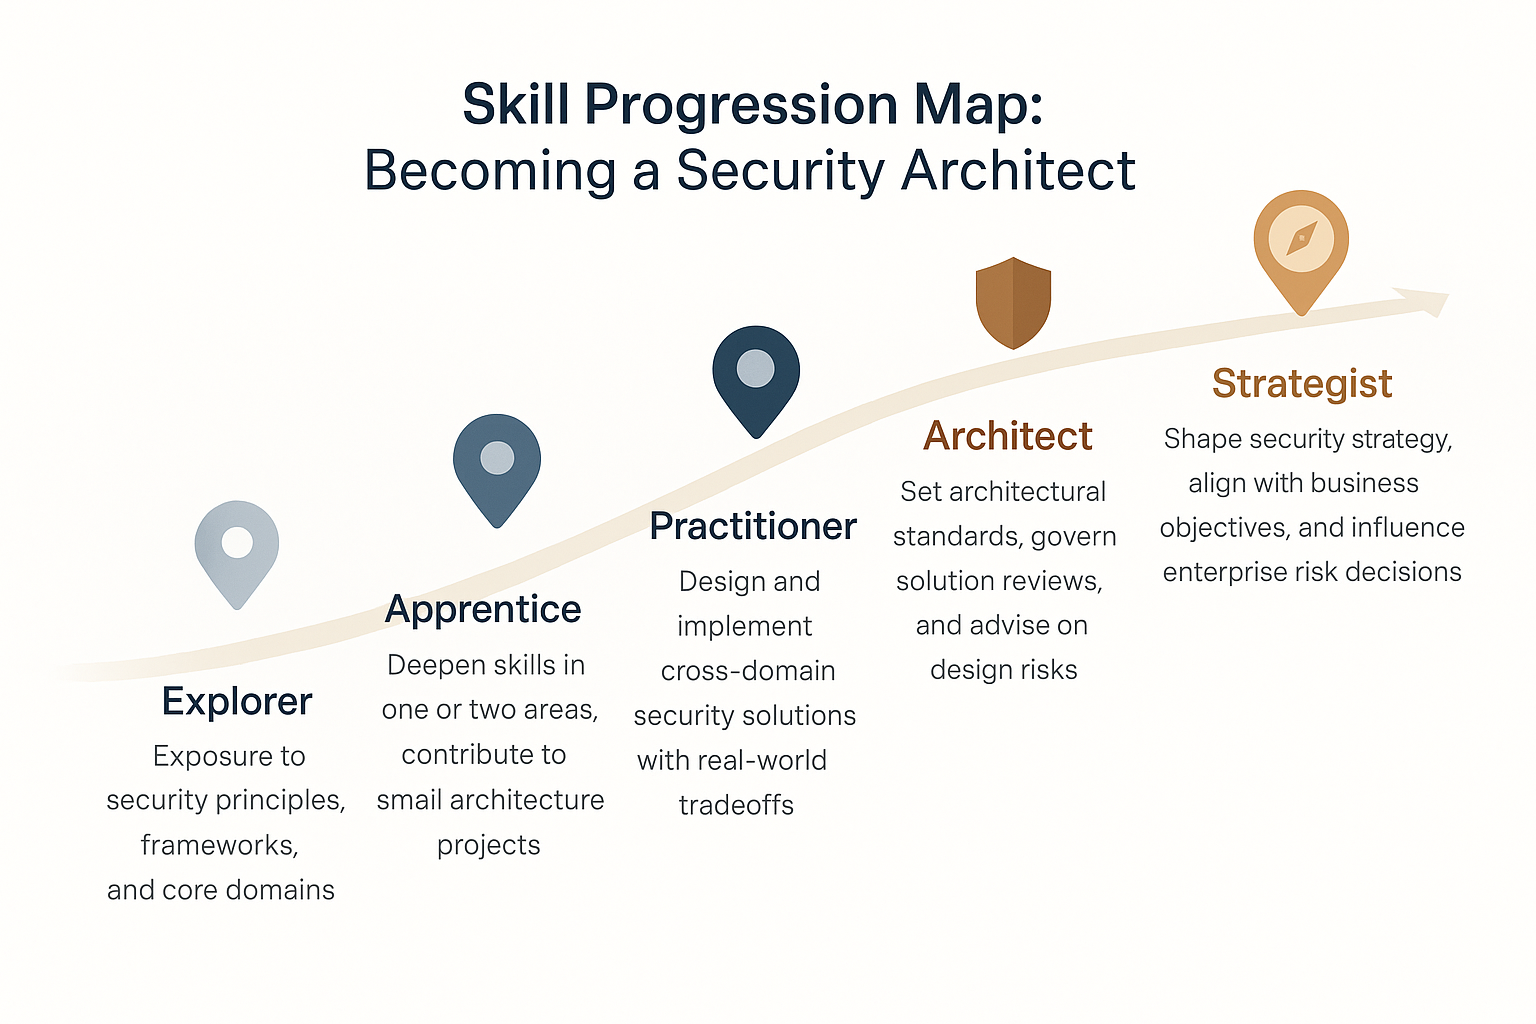 Skill Progression Map:
Becoming a Security Architect
Explorer
Exposure to
security principles,
frameworks,
and core domains
Apprentice
Deepen skills in
one or two areas,
contribute to
smail architecture
projects
Practitioner
Design and
implement
cross-domain
security solutions
with real-world
tradeoffs
Architect
Set architectural
standards, govern
solution reviews,
and advise on
design risks
Strategist
Shape security strategy,
align with business
objectives, and influence
enterprise risk decisions